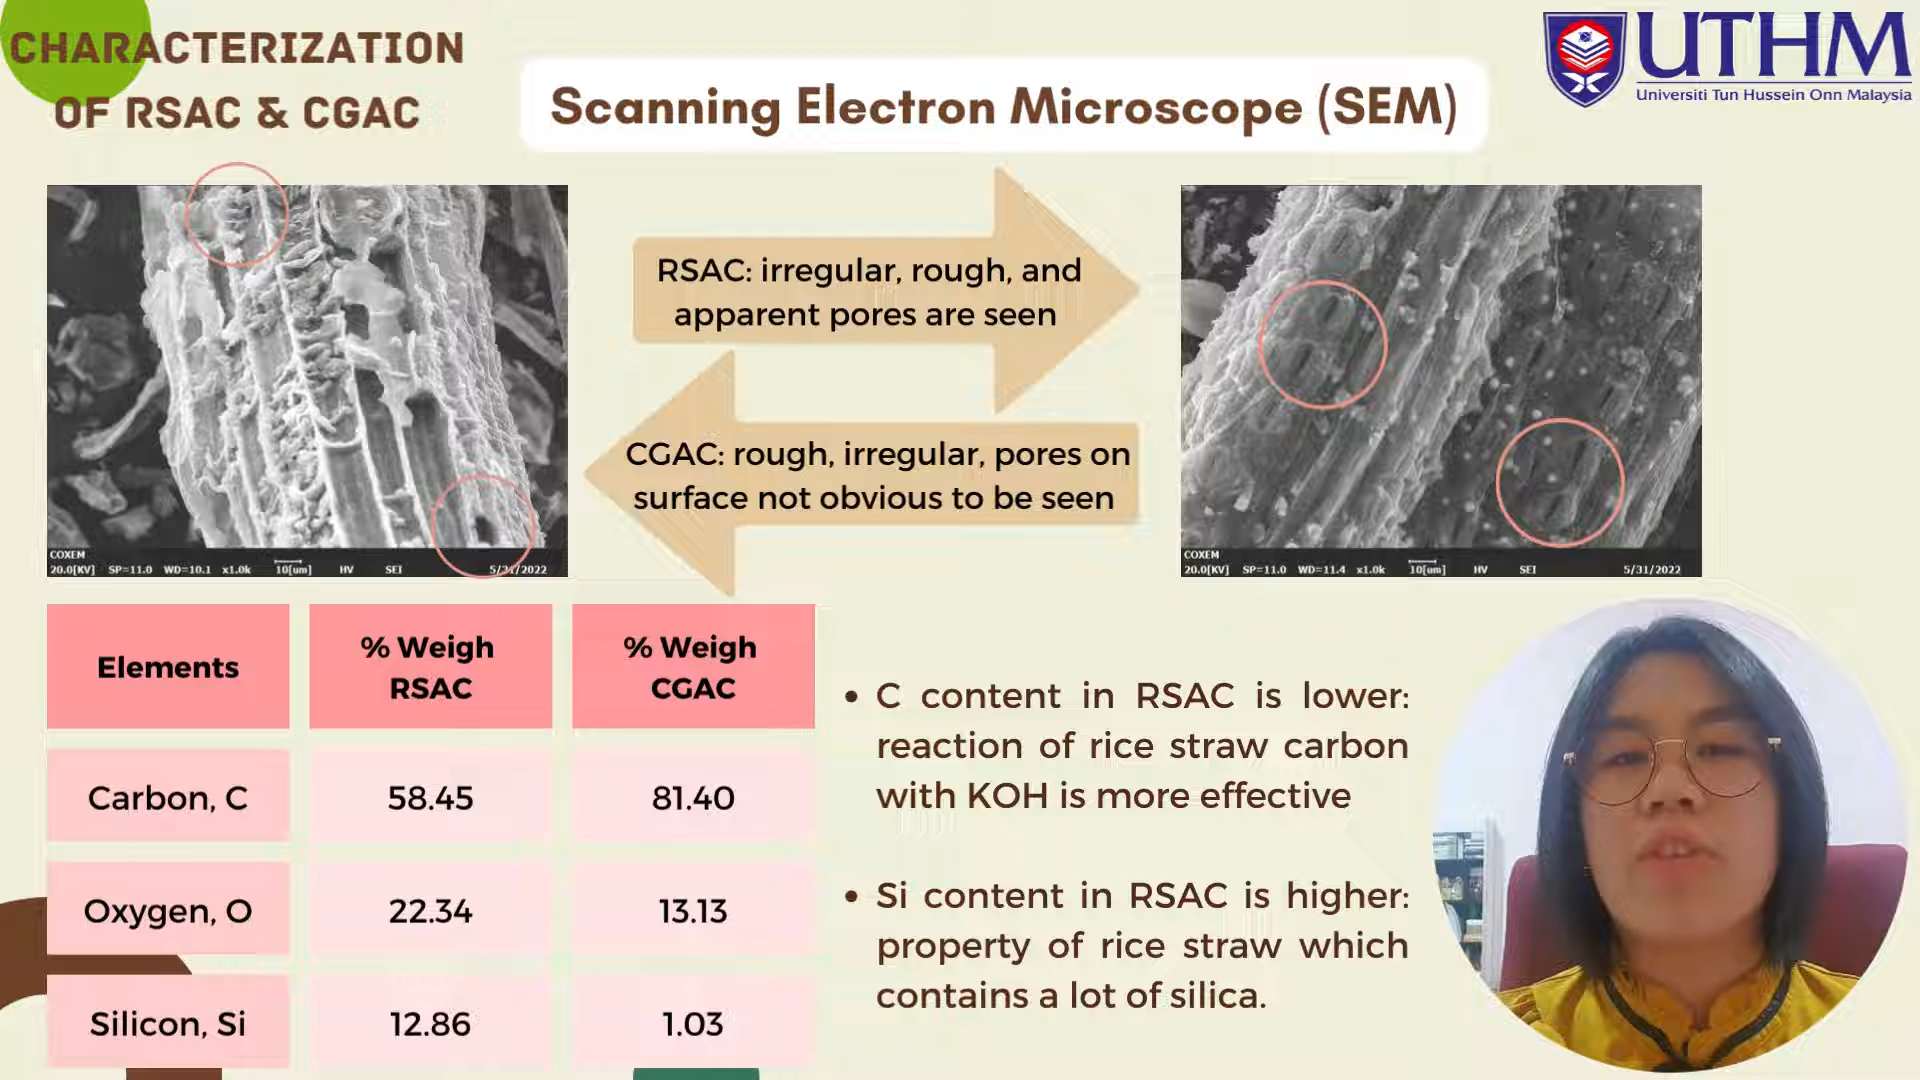 CHARACTERIZATION
OF RSAC & CGAC
Scanning Electron Microscope (SEM)
UTHM
Universiti Tun Hussein Onn Malaysia
RSAC: irregular, rough, and
apparent pores are seen
CGAC: rough, irregular, pores on
surface not obvious to be seen
COXEM
20.0[KV] SP=11.0 WD=10.1 x1.0k 10[um] HV SEI 5/31/2022
COXEM
20.0[KV] SP=11.0 WD=11.4 x1.0k 10[um] HV SEI 5/31/2022
Elements
% Weigh
RSAC
% Weigh
CGAC
Carbon, C 58.45 81.40
Oxygen, O 22.34 13.13
Silicon, Si 12.86 1.03
• C content in RSAC is lower:
reaction of rice straw carbon
with KOH is more effective
• Si content in RSAC is higher:
property of rice straw which
contains a lot of silica.